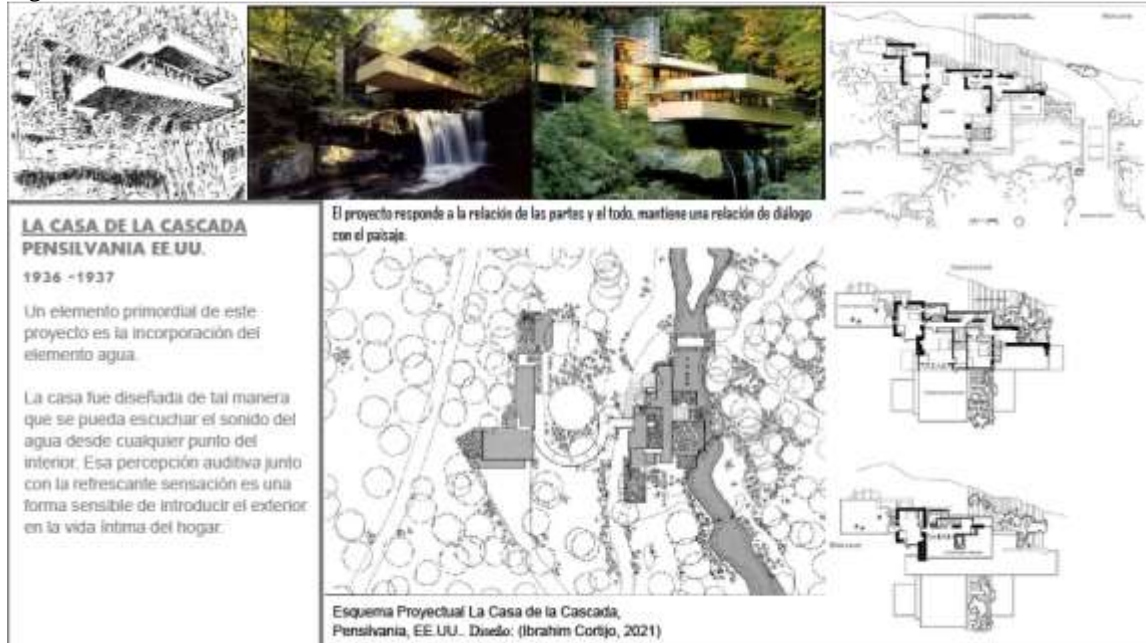 LA CASA DE LA CASCADA
PENSILVANIA EE.UU.
1936 -1937
Un elemento primordial de este
proyecto es la incorporación del
elemento agua.
La casa fue diseñada de tal manera
que se pueda escuchar el sonido del
agua desde cualquier punto del
interior. Esa percepción auditiva junto
con la refrescante sensación es una
forma sensible de introducir el exterior
en la vida íntima del hogar.
El proyecto responde a la relación de las partes y el todo, mantiene una relación de diálogo
con el paisaje.
Esquema Proyectual La Casa de la Cascada,
Pensilvania, EE.UU.. Diseño: (Ibrahim Cortijo, 2021)